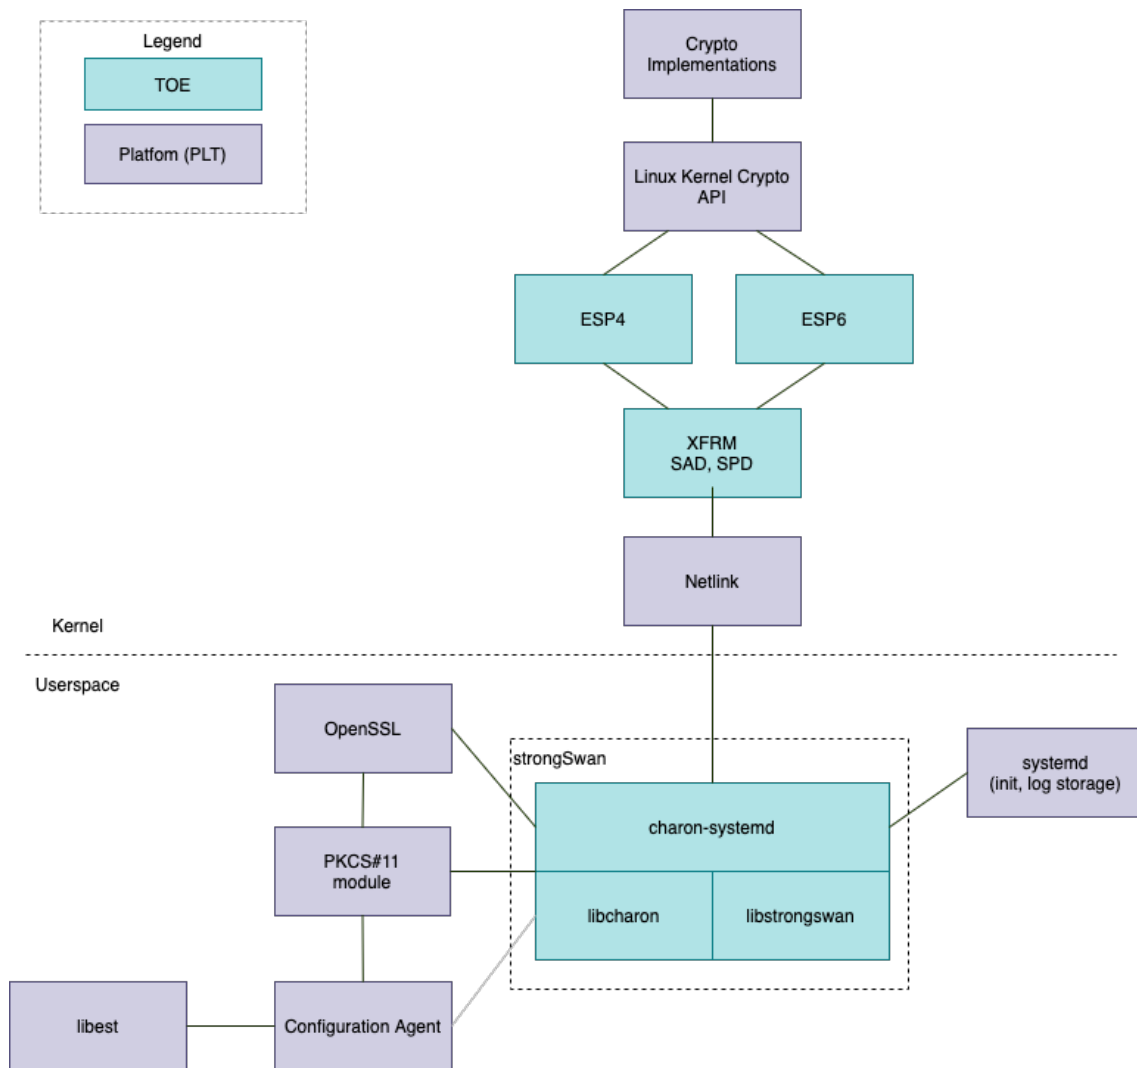 Legend
TOE
Platfom (PLT)
Crypto
Implementations
Linux Kernel Crypto
API
ESP4
ESP6
XFRM
SAD, SPD
Netlink
Kernel
Userspace
OpenSSL
strongSwan
systemd
(init, log storage)
charon-systemd
PKCS#11
module
libcharon
libstrongswan
libest
Configuration Agent